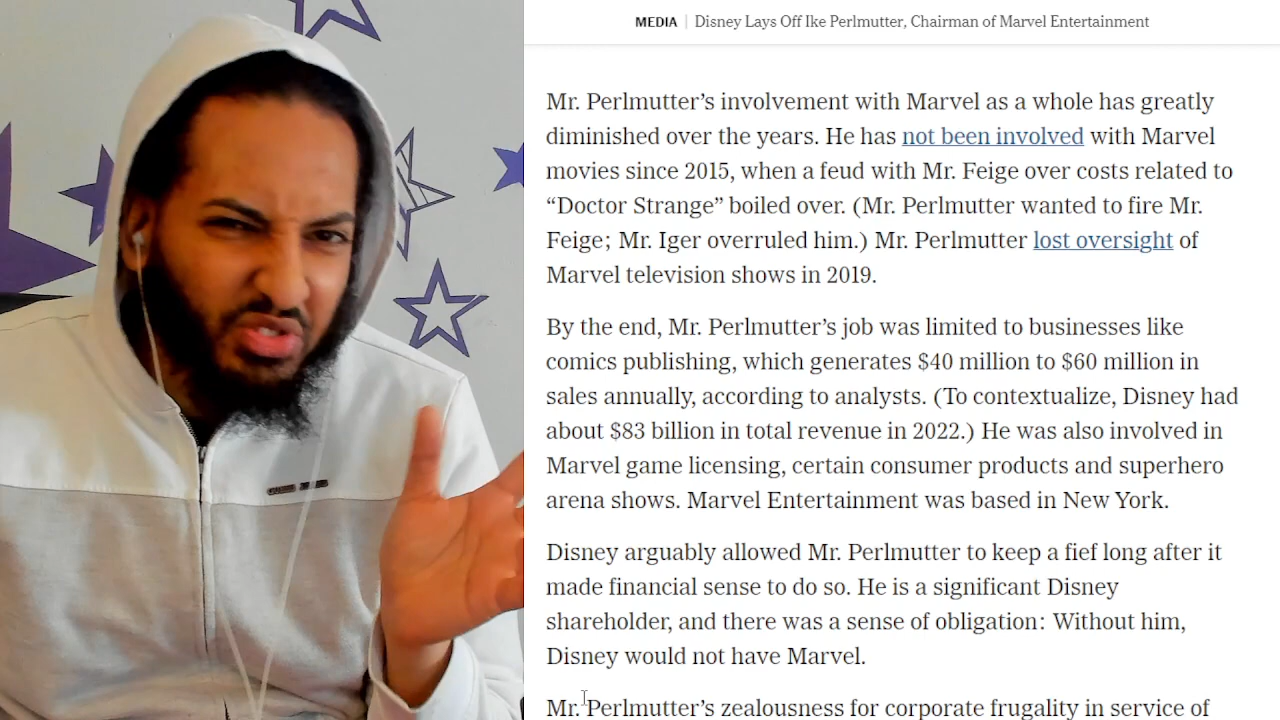 MEDIA | Disney Lays Off Ike Perlmutter, Chairman of Marvel Entertainment
Mr. Perlmutter’s involvement with Marvel as a whole has greatly
diminished over the years. He has not been involved with Marvel
movies since 2015, when a feud with Mr. Feige over costs related to
“Doctor Strange” boiled over. (Mr. Perlmutter wanted to fire Mr.
Feige; Mr. Iger overruled him.) Mr. Perlmutter lost oversight of
Marvel television shows in 2019.
By the end, Mr. Perlmutter’s job was limited to businesses like
comics publishing, which generates $40 million to $60 million in
sales annually, according to analysts. (To contextualize, Disney had
about $83 billion in total revenue in 2022.) He was also involved in
Marvel game licensing, certain consumer products and superhero
arena shows. Marvel Entertainment was based in New York.
Disney arguably allowed Mr. Perlmutter to keep a fief long after it
made financial sense to do so. He is a significant Disney
shareholder, and there was a sense of obligation: Without him,
Disney would not have Marvel.
Mr. Perlmutter’s zealousness for corporate frugality in service of